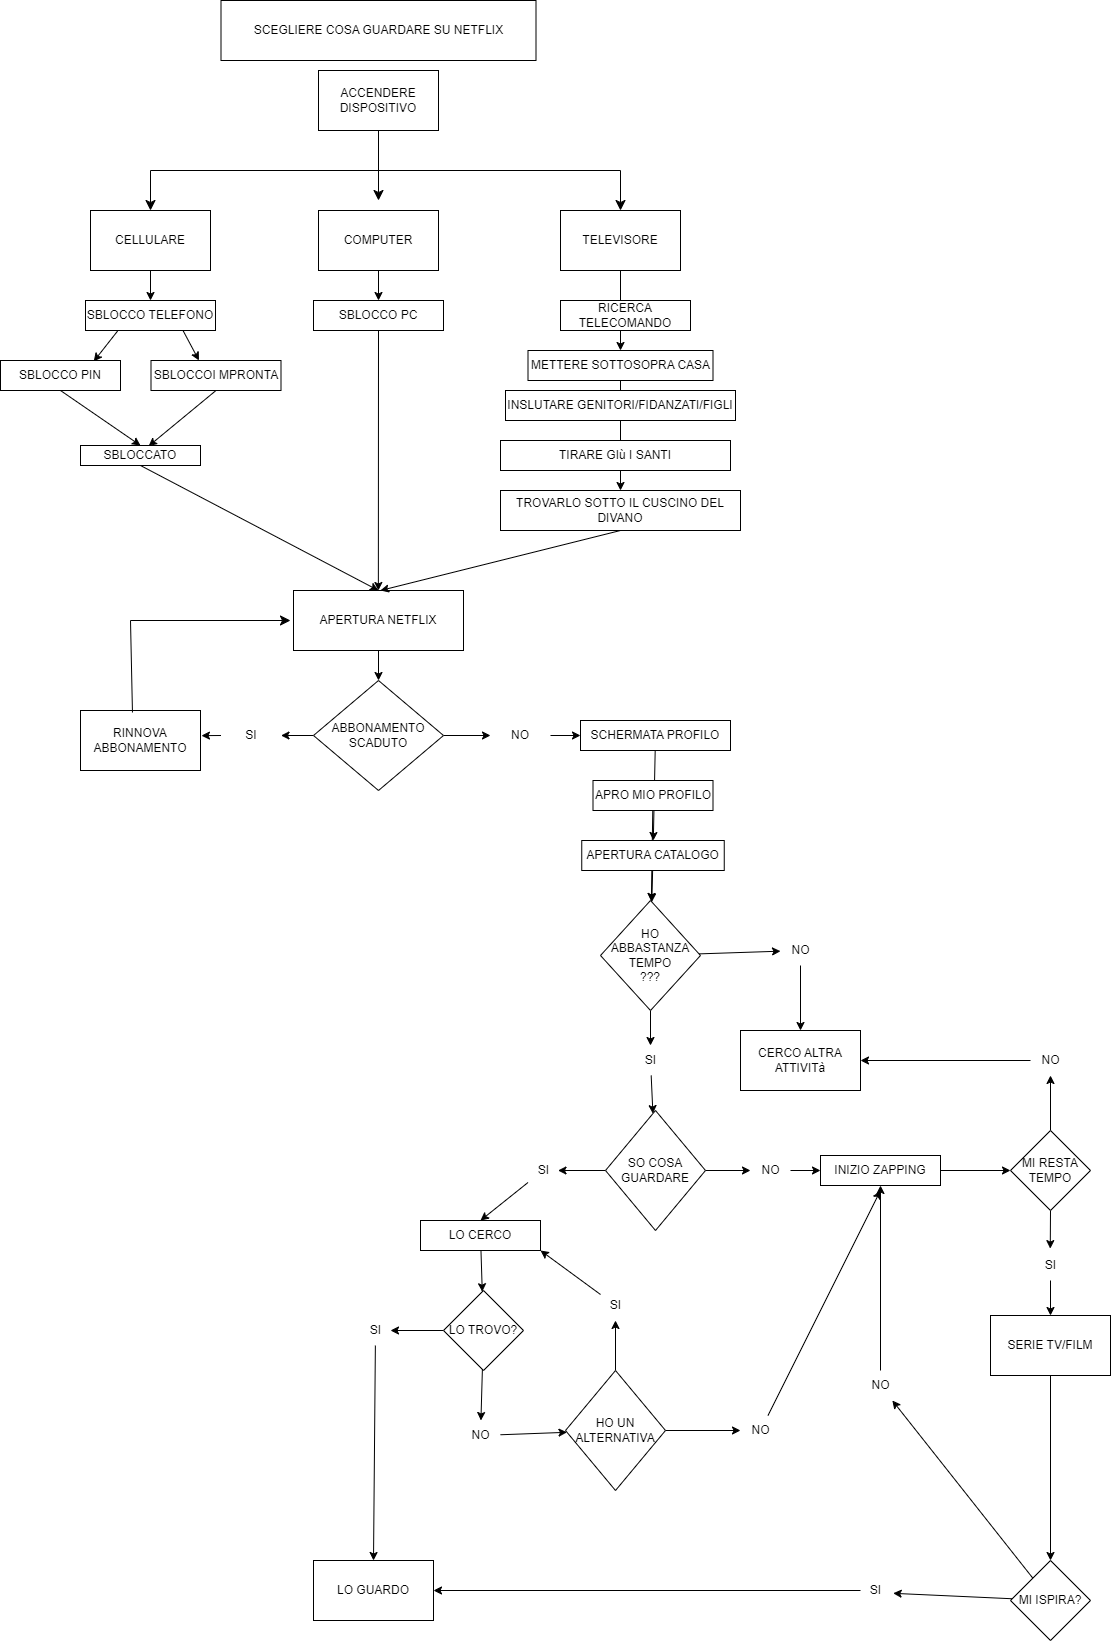 SCEGLIERE COSA GUARDARE SU NETFLIX
ACCENDERE
DISPOSITIVO
CELLULARE
COMPUTER
TELEVISORE
SBLOCCO TELEFONO
SBLOCCO PC
RICERCA
TELECOMANDO
SBLOCCO PIN
SBLOCCOI MPRONTA
METTERE SOTTOSOPRA CASA
INSLUTARE GENITORI/FIDANZATI/FIGLI
SBLOCCATO
TIRARE GIù I SANTI
TROVARLO SOTTO IL CUSCINO DEL
DIVANO
APERTURA NETFLIX
RINNOVA
ABBONAMENTO
SI
ABBONAMENTO
SCADUTO
NO
SCHERMATA PROFILO
APRO MIO PROFILO
APERTURA CATALOGO
HO
ABBASTANZA
TEMPO
???
NO
SI
CERCO ALTRA
ATTIVITà
NO
SI
SO COSA
GUARDARE
NO
INIZIO ZAPPING
MI RESTA
TEMPO
LO CERCO
SI
SI
SI
LO TROVO?
SERIE TV/FILM
NO
NO
HO UN
ALTERNATIVA
NO
LO GUARDO
SI
MI ISPIRA?